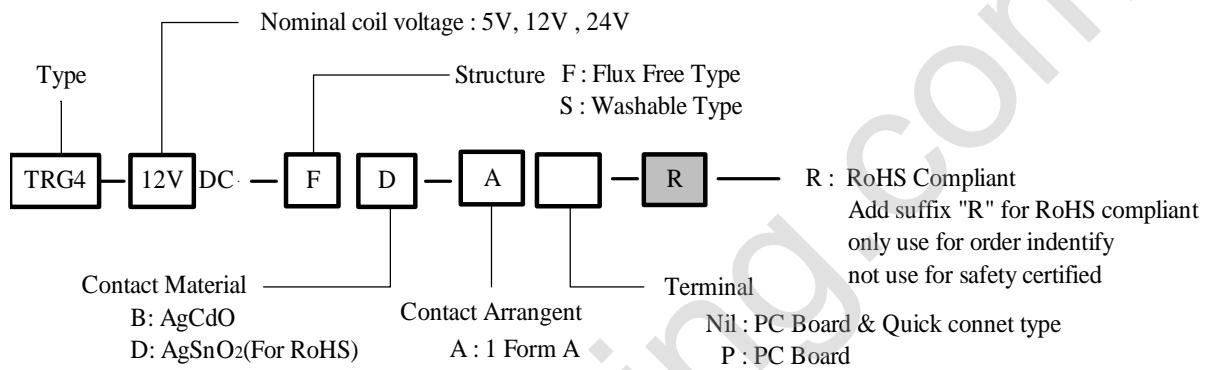 Nominal coil voltage : 5V, 12V , 24V
Type
Structure F : Flux Free Type
S : Washable Type
TRG4 12V DC F D A R R : RoHS Compliant
Add suffix "R" for RoHS compliant
only use for order indentify
not use for safety certified
Contact Material
B: AgCdO
D: AgSnO2(For RoHS)
Contact Arrangent
A : 1 Form A
Terminal
Nil : PC Board & Quick connet type
P : PC Board
ing.com